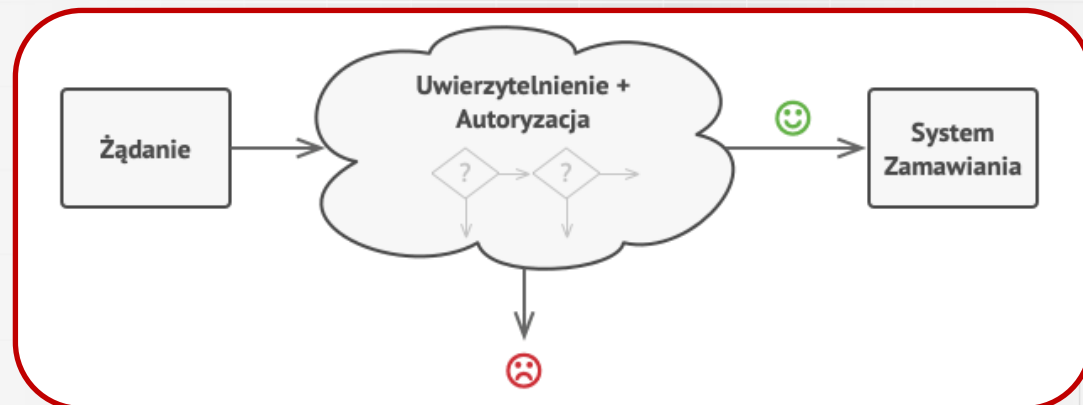 Żądanie
Uwierzytelnienie +
Autoryzacja
?
?
System
Zamawiania